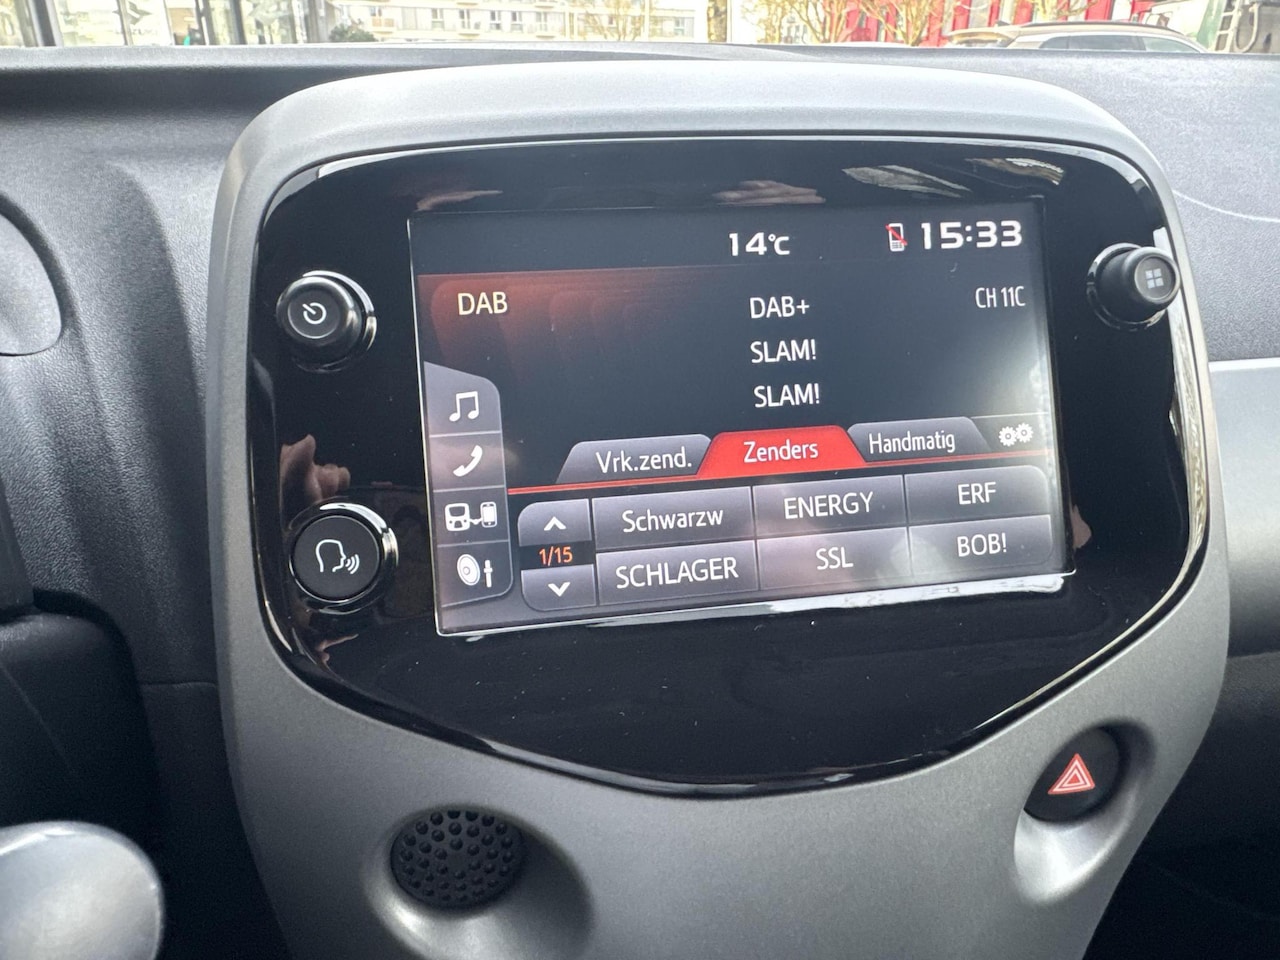 14°C
15:33
DAB
DAB+
CH 11C
SLAM!
SLAM!
Vrk.zend.
Zenders
Handmatig
1/15
Schwarzw
ENERGY
ERF
SCHLAGER
SSL
BOB!